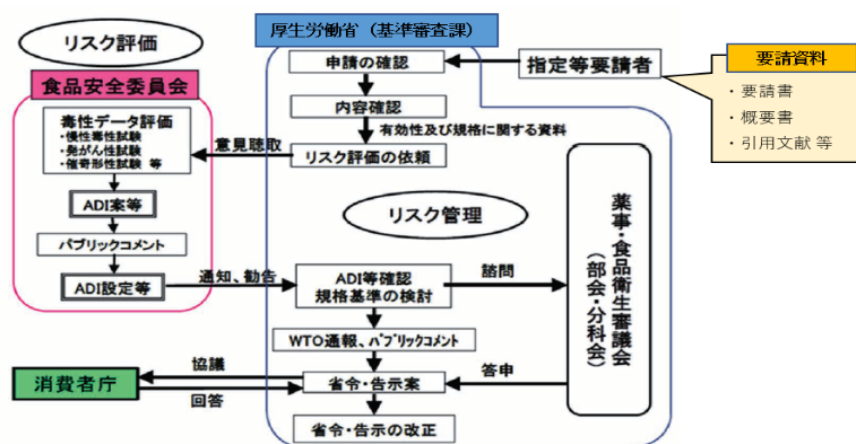 リスク評価
食品安全委員会
毒性データ評価
・慢性毒性試験
・発がん性試験
・催奇形性試験 等
ADI案等
パブリックコメント
ADI設定等
厚生労働省（基準審査課）
申請の確認
内容確認
有効性及び規格に関する資料
リスク評価の依頼
意見聴取
指定等要請者
要請資料
・要請書
・概要書
・引用文献 等
リスク管理
通知、勧告
ADI等確認
規格基準の検討
諮問
薬事・食品衛生審議会
（部会・分科会）
WTO通報、パブリックコメント
消費者庁
協議
回答
省令・告示案
答申
省令・告示の改正